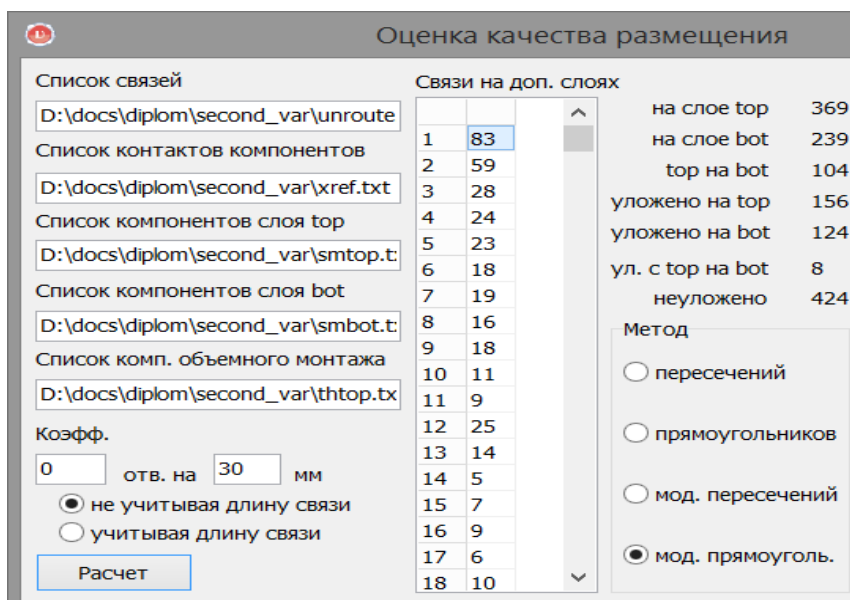 Оценка качества размещения
Список связей
D:\docs\diplom\second_var\unroute
Список контактов компонентов
D:\docs\diplom\second_var\xref.txt
Список компонентов слоя top
D:\docs\diplom\second_var\smtop.t
Список компонентов слоя bot
D:\docs\diplom\second_var\smbot.t
Список комп. объемного монтажа
D:\docs\diplom\second_var\thtop.tx
Коэфф.
0 отв. на 30 мм
не учитывая длину связи
учитывая длину связи
Расчет
Связи на доп. слоях
1 83
2 59
3 28
4 24
5 23
6 18
7 19
8 16
9 18
10 11
11 9
12 25
13 14
14 5
15 7
16 9
17 6
18 10
на слое top 369
на слое bot 239
top на bot 104
уложено на top 156
уложено на bot 124
ул. с top на bot 8
неуложено 424
Метод
пересечений
прямоугольников
мод. пересечений
мод. прямоуголь.